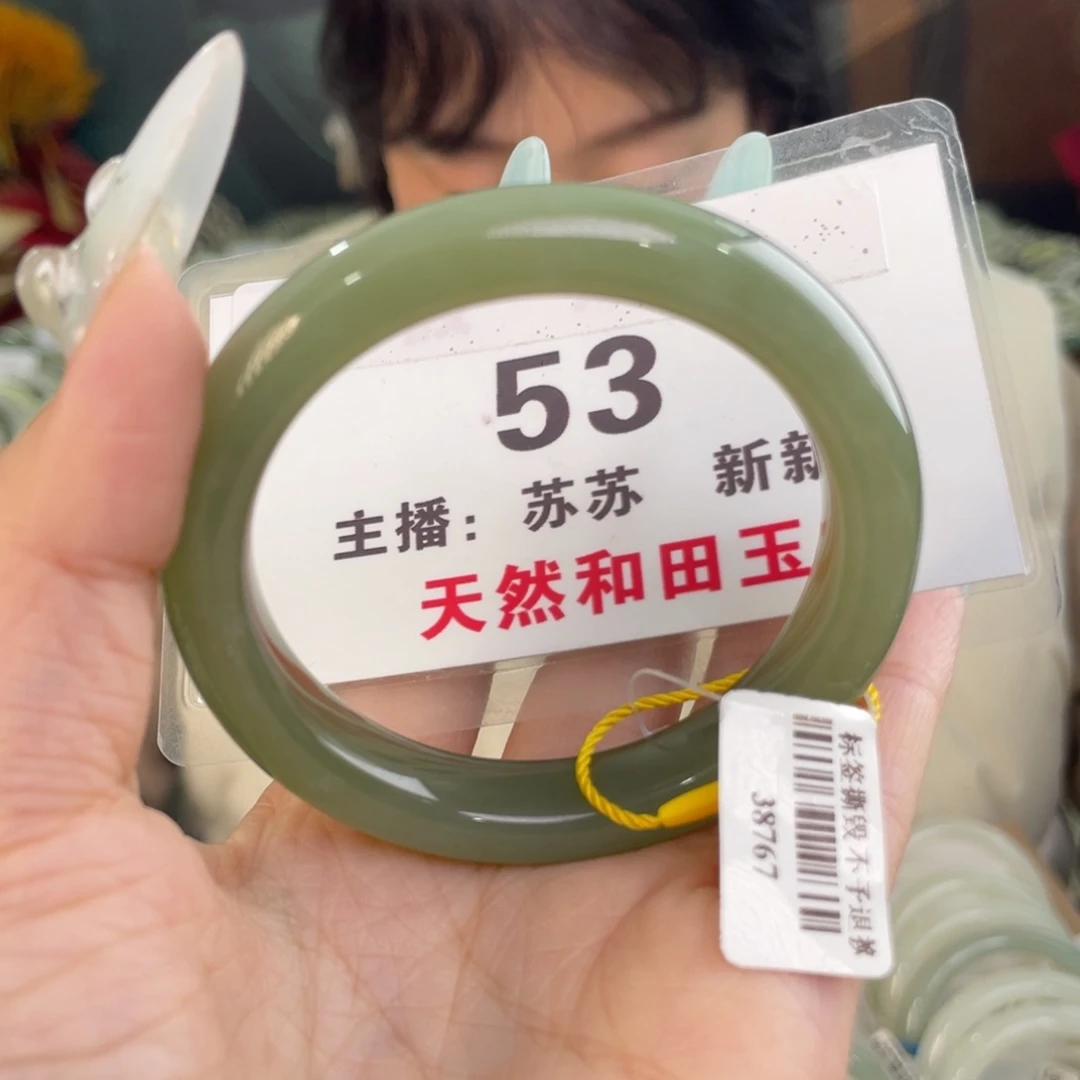 53
主播: 苏苏 新新
天然和田玉
标签撕毁 不予退换
38767